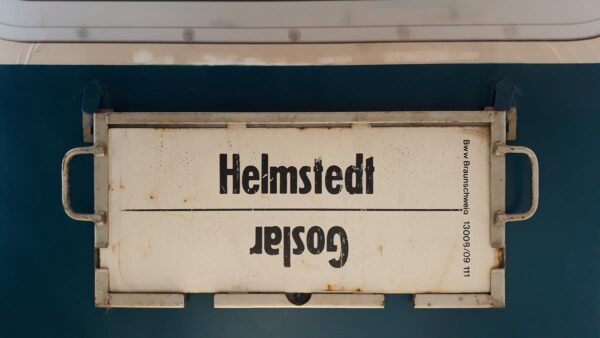 Helmstedt
Goslar
Bww Braunschweig 13008/09 111